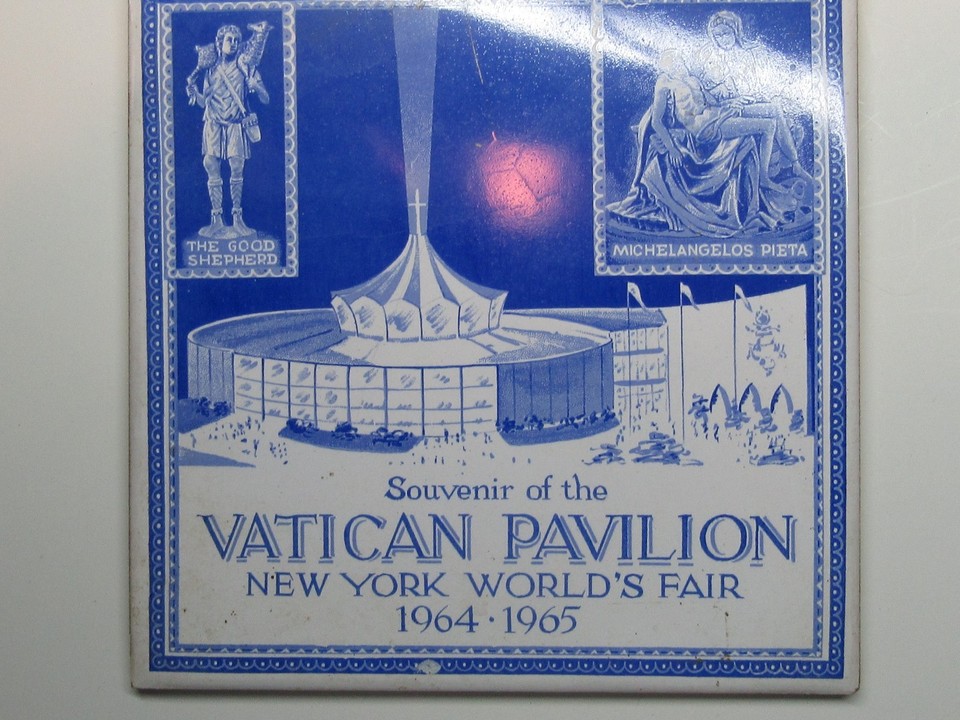 THE GOOD
SHEPHERD
MICHELANGELOS PIETA
Souvenir of the
VATICAN PAVILION
NEW YORK WORLD'S FAIR
1964 · 1965